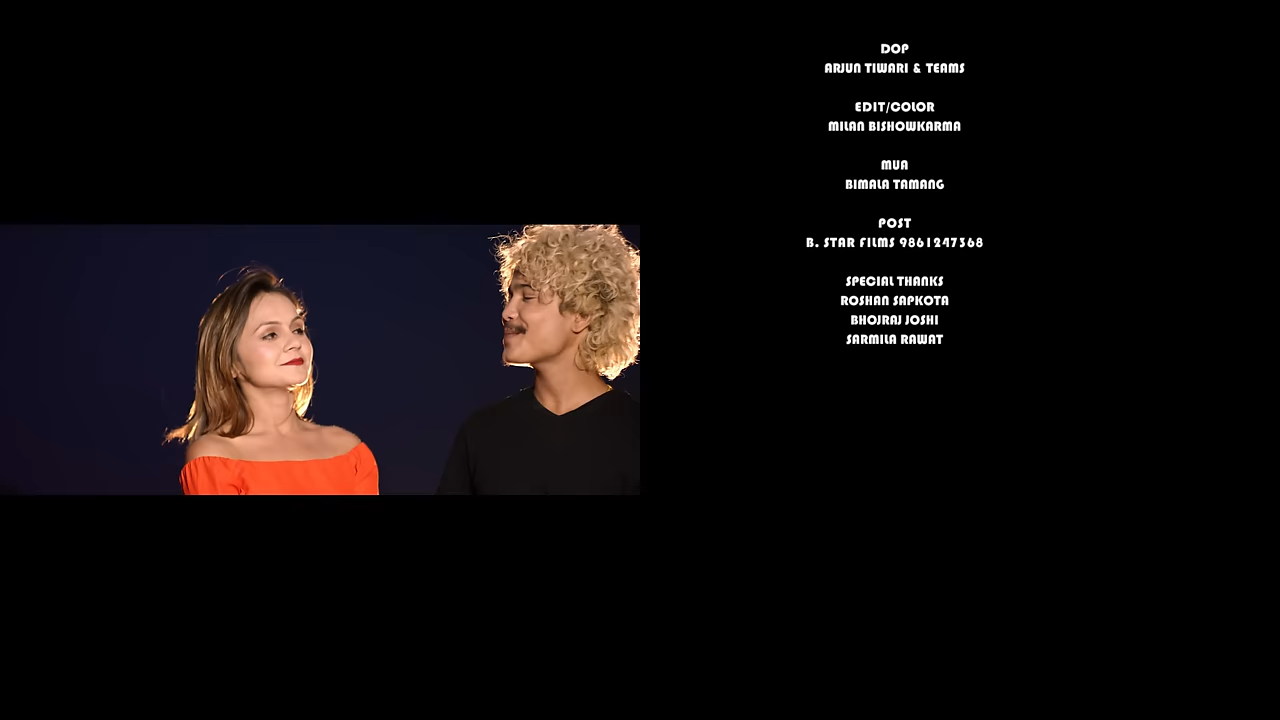 DOP
ARJUN TIWARI & TEAMS
EDIT/COLOR
MILAN BISHOWKARMA
MUA
BIMALA TAMANG
POST
B. STAR FILMS 9861247368
SPECIAL THANKS
ROSHAN SAPKOTA
BHOJRAJ JOSHI
SARMILA RAWAT